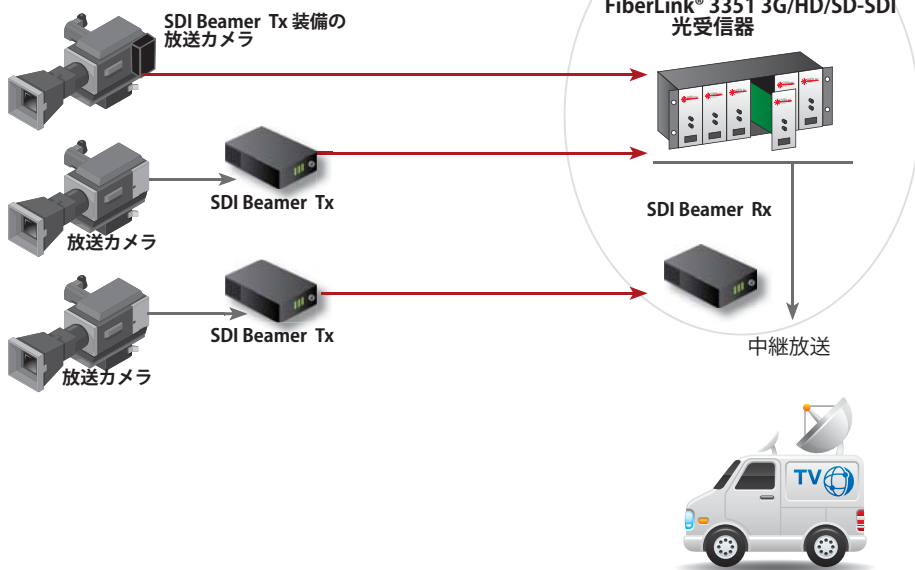 SDI Beamer Tx 装備の
放送カメラ
FiberLink® 3351 3G/HD/SD-SDI
光受信器
SDI Beamer Tx
放送カメラ
SDI Beamer Rx
SDI Beamer Tx
放送カメラ
中継放送
TV